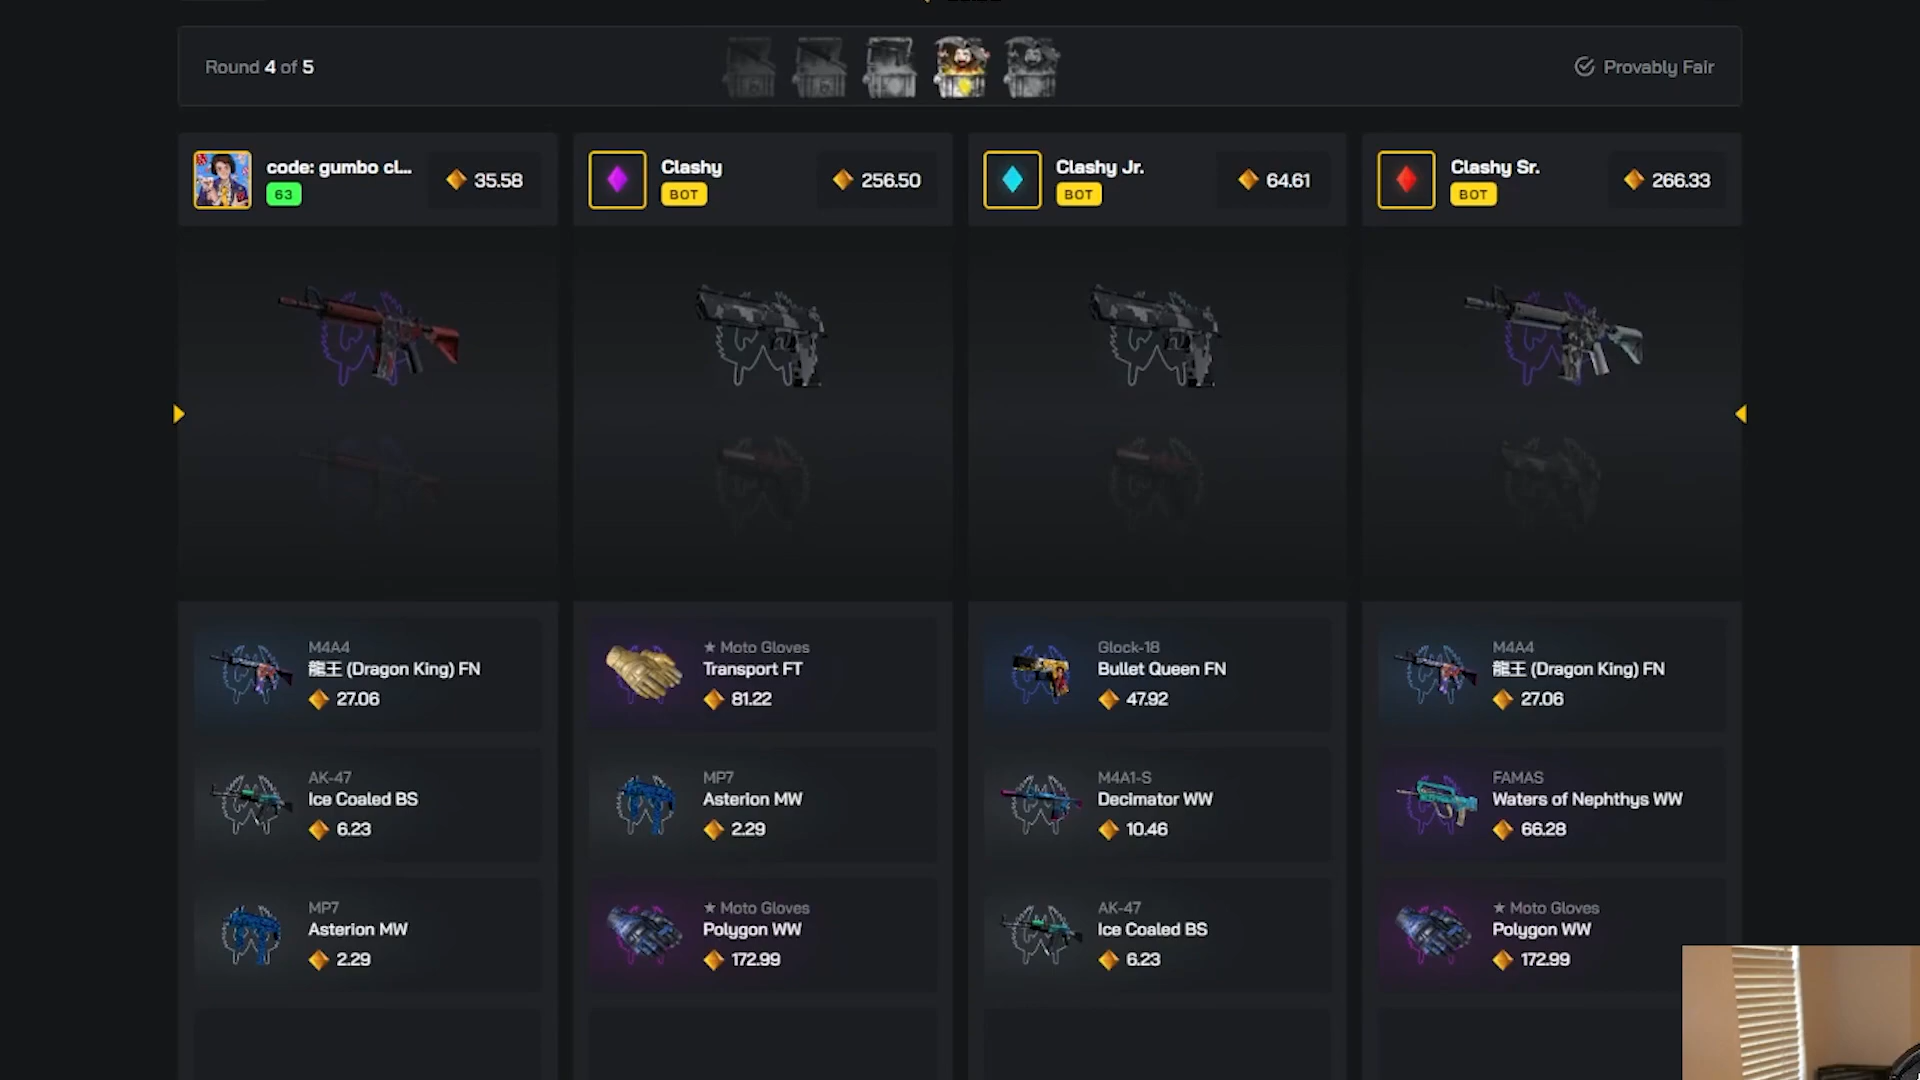 Round 4 of 5
Provably Fair
code: gumbo cl...
63
35.58
Clashy
BOT
256.50
Clashy Jr.
BOT
64.61
Clashy Sr.
BOT
266.33
M4A4
龍王 (Dragon King) FN
27.06
★ Moto Gloves
Transport FT
81.22
Glock-18
Bullet Queen FN
47.92
M4A4
龍王 (Dragon King) FN
27.06
AK-47
Ice Coaled BS
6.23
MP7
Asterion MW
2.29
M4A1-S
Decimator WW
10.46
FAMAS
Waters of Nephthys WW
66.28
MP7
Asterion MW
2.29
★ Moto Gloves
Polygon WW
172.99
AK-47
Ice Coaled BS
6.23
★ Moto Gloves
Polygon WW
172.99